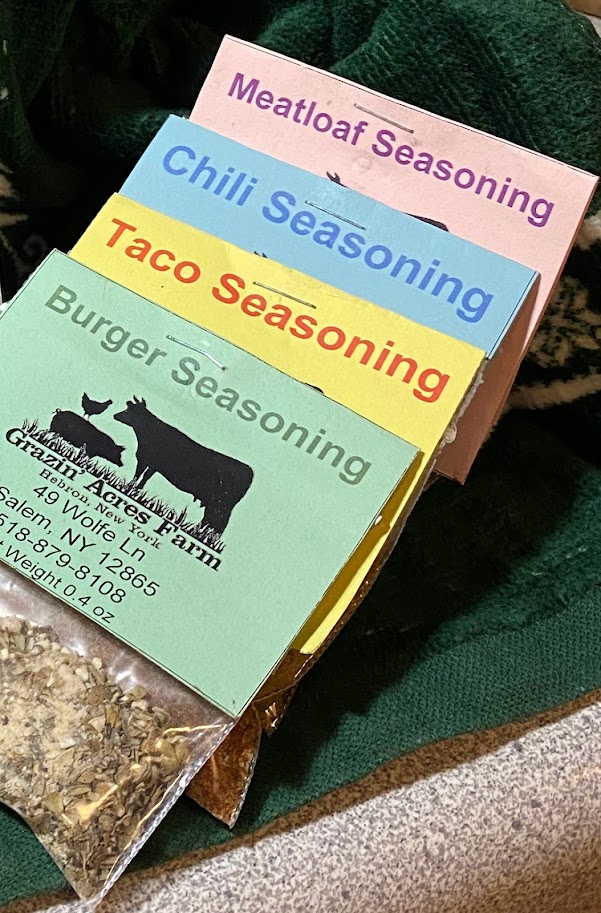 Meatloaf Seasoning
Chili Seasoning
Taco Seasoning
Burger Seasoning
Grazin' Acres Farm
Hebron, New York
49 Wolfe Ln
Salem, NY 12865
518-879-8108
Weight 0.4 oz